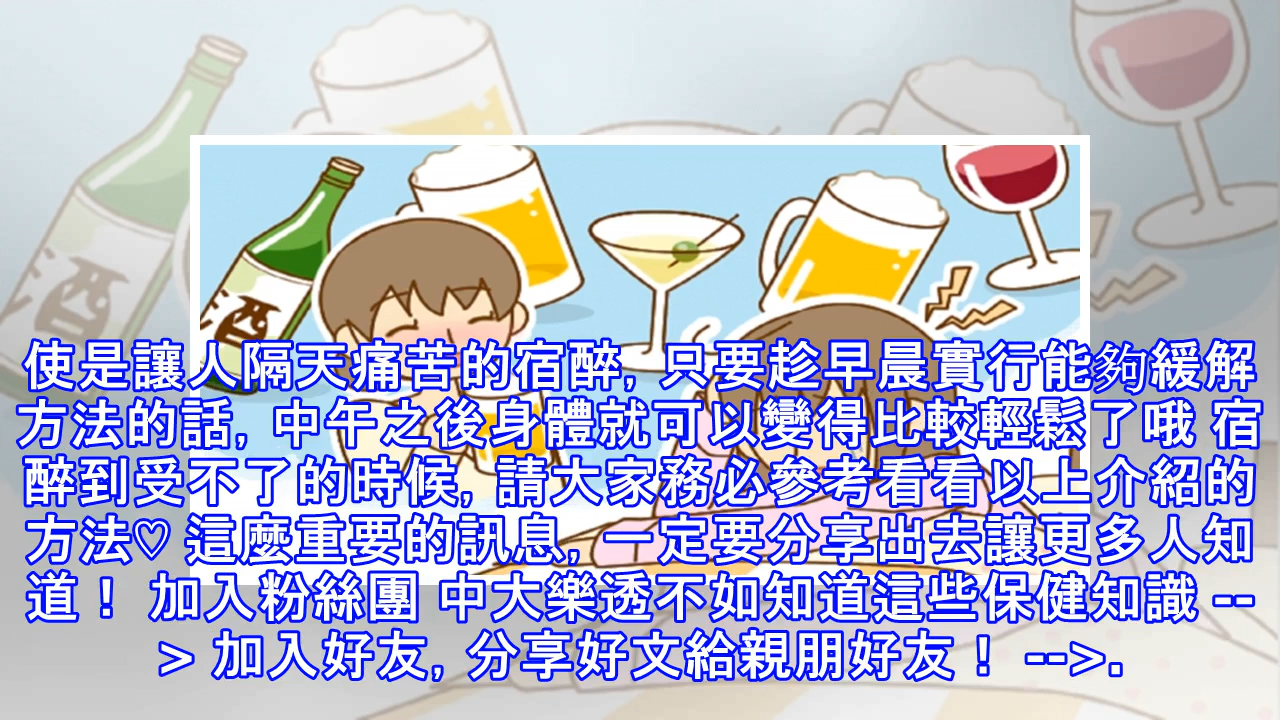 酒
酒
使是讓人隔天痛苦的宿醉, 只要趁早晨實行能夠緩解
方法的話, 中午之後身體就可以變得比較輕鬆了哦 宿
醉到受不了的時候, 請大家務必參考看看以上介紹的
方法♡ 這麼重要的訊息, 一定要分享出去讓更多人知
道！ 加入粉絲團 中大樂透不如知道這些保健知識 --
> 加入好友, 分享好文給親朋好友！ -->.